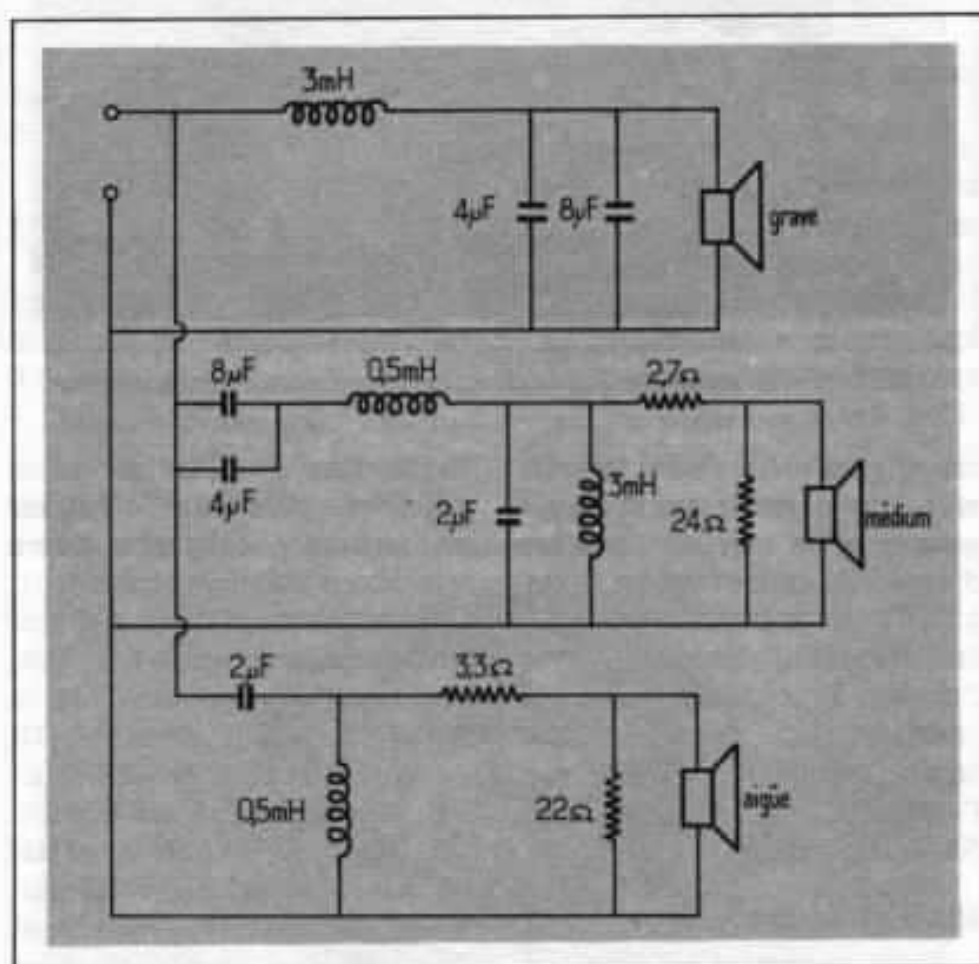 3mH
4µF
8µF
grave
8µF
0,5mH
2,7Ω
4µF
2µF
3mH
24Ω
médium
2µF
3,3Ω
0,5mH
22Ω
aigüe